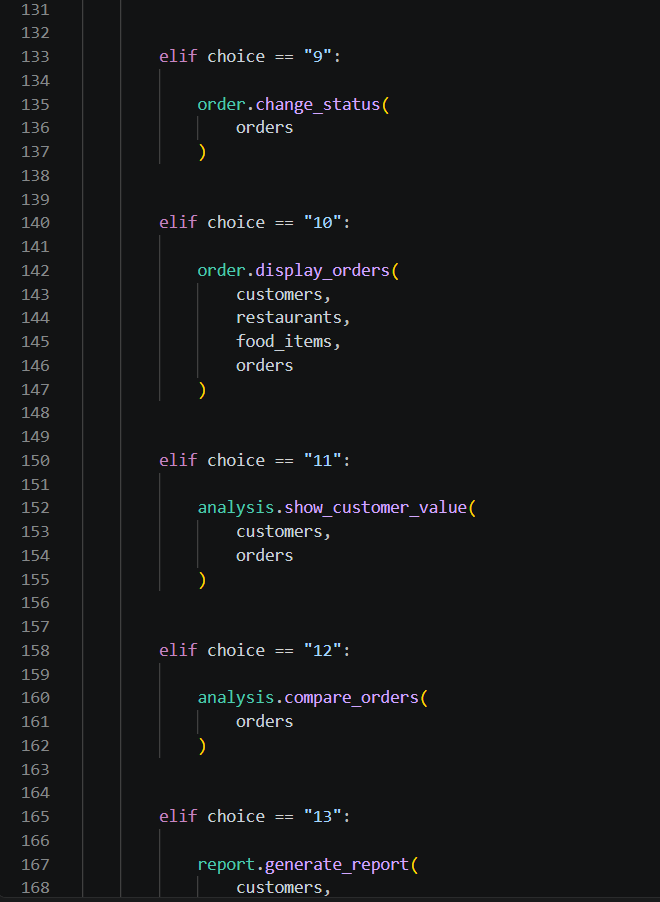 131
132
133 elif choice == "9":
134
135 order.change_status(
136 orders
137 )
138
139
140 elif choice == "10":
141
142 order.display_orders(
143 customers,
144 restaurants,
145 food_items,
146 orders
147 )
148
149
150 elif choice == "11":
151
152 analysis.show_customer_value(
153 customers,
154 orders
155 )
156
157
158 elif choice == "12":
159
160 analysis.compare_orders(
161 orders
162 )
163
164
165 elif choice == "13":
166
167 report.generate_report(
168 customers,